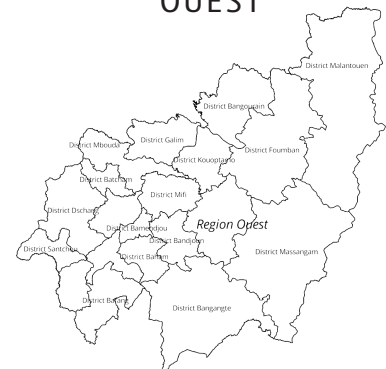 OUEST
District Malantouen
District Bangourain
District Galim
District Mbouda
District Foumban
District Kouoptamo
District Batcham
District Mifi
District Dschang
Region Ouest
District Bamendjou
District Bandjoun
District Santchou
District Massangam
District Baham
District Bafang
District Bangangte